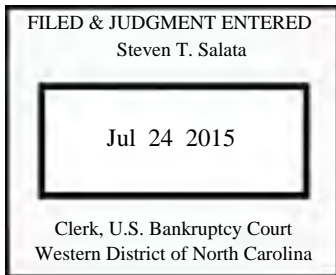 FILED & JUDGMENT ENTERED
Steven T. Salata
Jul 24 2015
Clerk, U.S. Bankruptcy Court
Western District of North Carolina